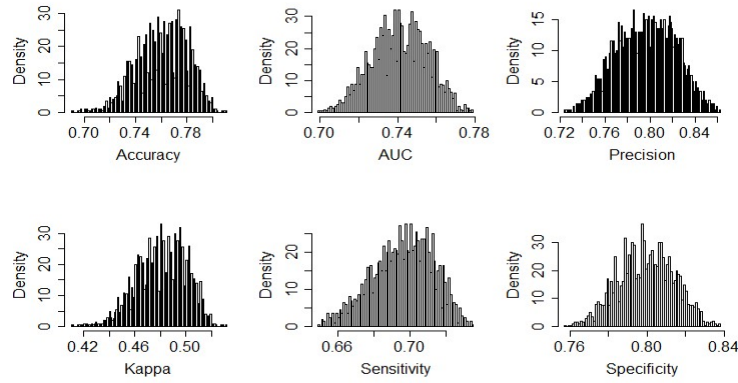 Density
0 10 20 30
0.70 0.74 0.78
Accuracy
Density
0 10 20 30
0.70 0.74 0.78
AUC
Density
0 5 10 15
0.72 0.76 0.80 0.84
Precision
Density
0 10 20 30
0.42 0.46 0.50
Kappa
Density
0 10 20
0.66 0.70
Sensitivity
Density
0 10 20 30
0.76 0.80 0.84
Specificity